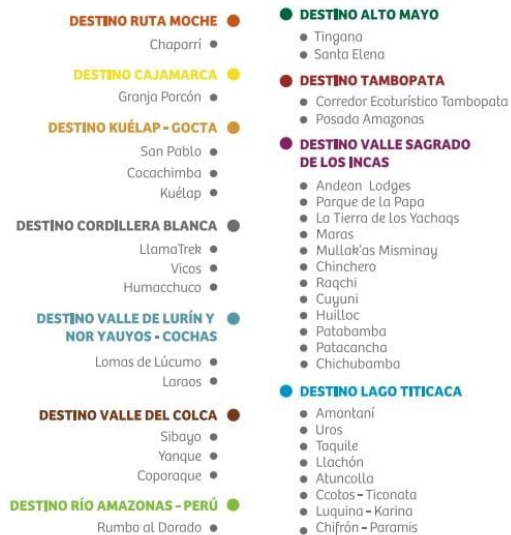 DESTINO RUTA MOCHE
Chaparrí
DESTINO CAJAMARCA
Granja Porcón
DESTINO KUÉLAP - GOCTA
San Pablo
Cocachimba
Kuélap
DESTINO CORDILLERA BLANCA
LlamaTrek
Vicos
Humacchuco
DESTINO VALLE DE LURÍN Y
NOR YAUYOS - COCHAS
Lomas de Lúcumo
Laraos
DESTINO VALLE DEL COLCA
Sibayo
Yanque
Coporaque
DESTINO RÍO AMAZONAS - PERÚ
Rumbo al Dorado
DESTINO ALTO MAYO
Tingana
Santa Elena
DESTINO TAMBOPATA
Corredor Ecoturístico Tambopata
Posada Amazonas
DESTINO VALLE SAGRADO
DE LOS INCAS
Andean Lodges
Parque de la Papa
La Tierra de los Yachaqs
Maras
Mullak'as Misminay
Chinchero
Raqchi
Cuyuni
Huilloc
Patabamba
Patacancha
Chichubamba
DESTINO LAGO TITICACA
Amantaní
Uros
Taquile
Llachón
Atuncolla
Ccotos - Ticonata
Luquina - Karina
Chifrón - Paramis